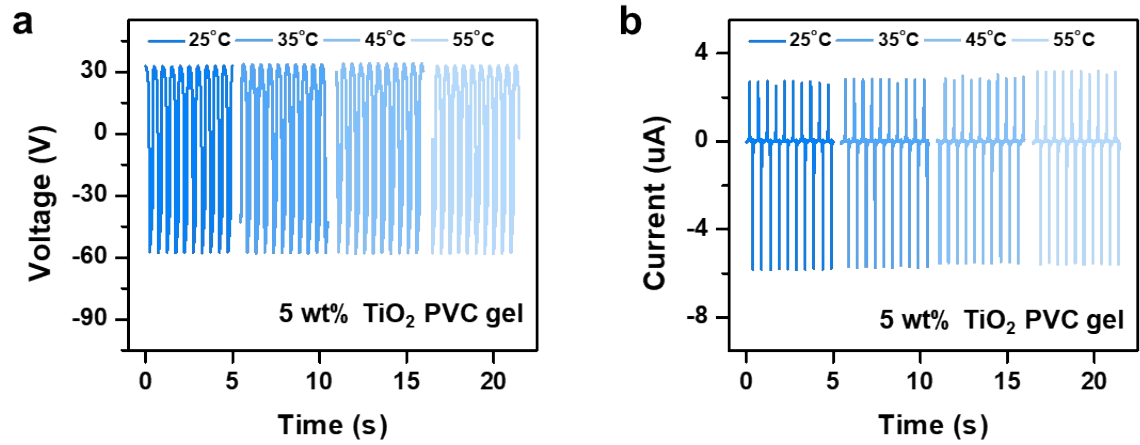 a
25°C 35°C 45°C 55°C
30
0
-30
-60
-90
Voltage (V)
5 wt% TiO₂ PVC gel
0 5 10 15 20
Time (s)
b
25°C 35°C 45°C 55°C
4
0
-4
-8
Current (uA)
5 wt% TiO₂ PVC gel
0 5 10 15 20
Time (s)